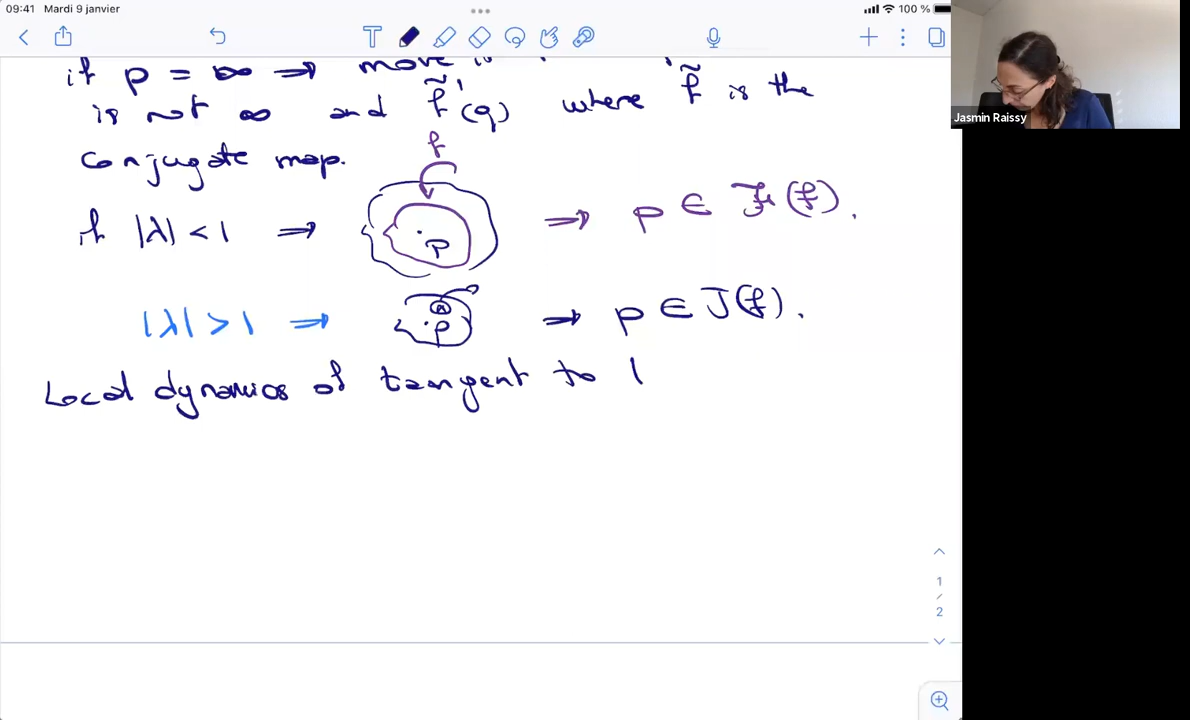 09:41 Mardi 9 janvier
100 %
Jasmin Raissy
if p = ∞ ⇒ move
is not ∞ and f̃'(q) where f̃ is the
conjugate map.
f
if |λ| < 1 ⇒ p ⇒ p ∈ F(f).
|λ| > 1 ⇒ p ⇒ p ∈ J(f).
Local dynamics of tangent to
1
/
2